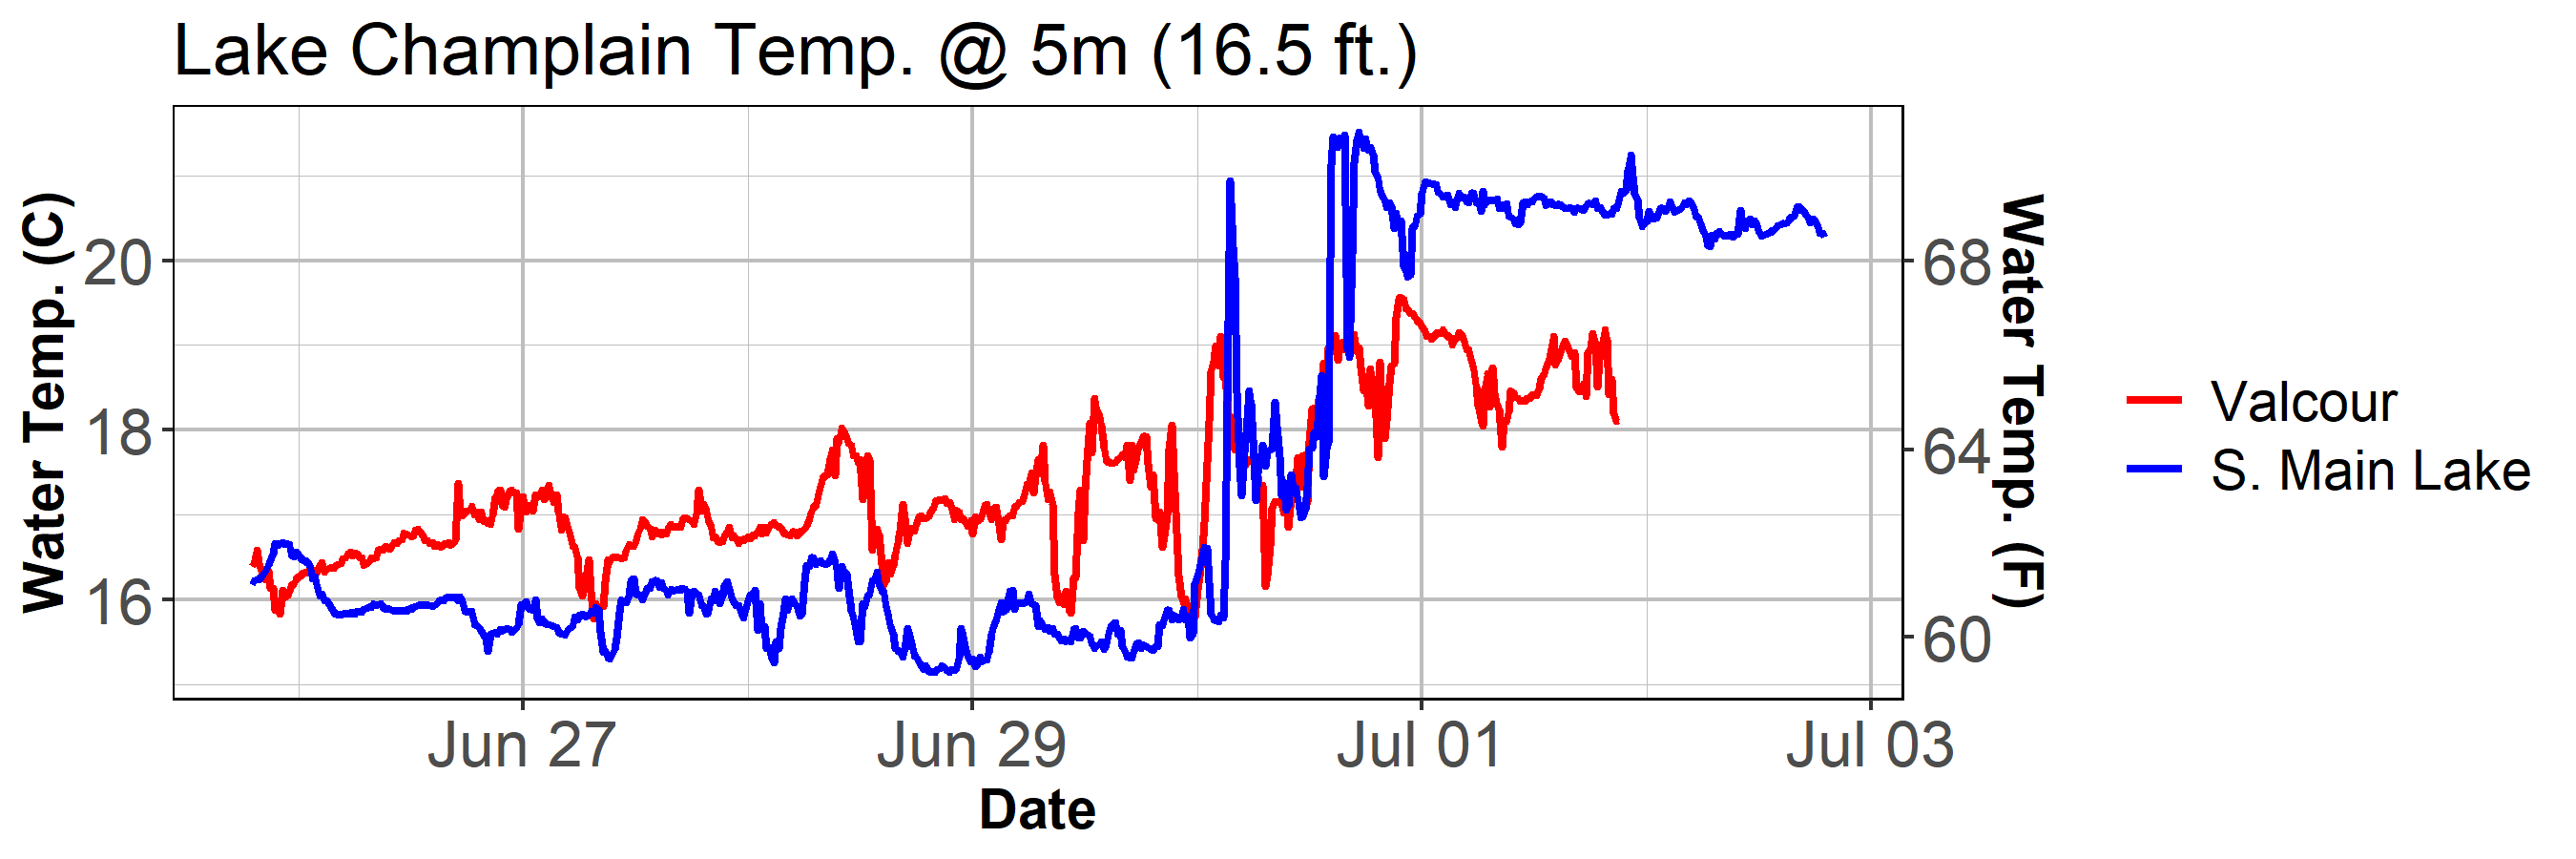 Lake Champlain Temp. @ 5m (16.5 ft.)
Water Temp. (C)
20
18
16
68
64
60
Water Temp. (F)
Jun 27
Jun 29
Jul 01
Jul 03
Date
Valcour
S. Main Lake